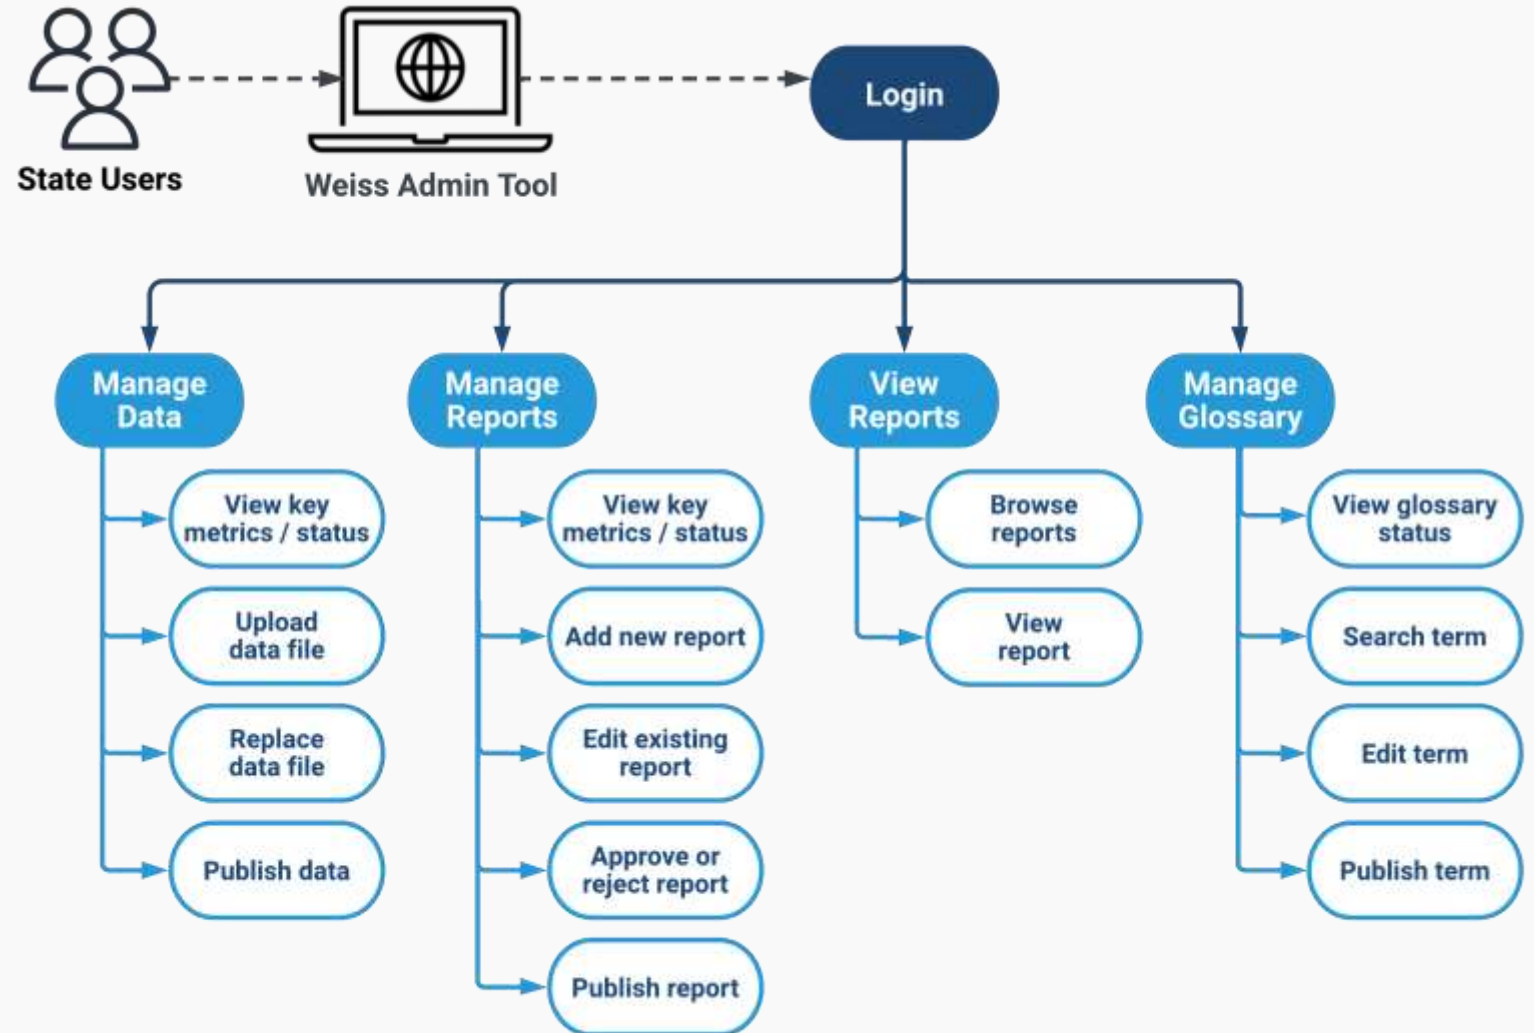 State Users
Weiss Admin Tool
Login
Manage
Data
View key
metrics / status
Upload
data file
Replace
data file
Publish data
Manage
Reports
View key
metrics / status
Add new report
Edit existing
report
Approve or
reject report
Publish report
View
Reports
Browse
reports
View
report
Manage
Glossary
View glossary
status
Search term
Edit term
Publish term